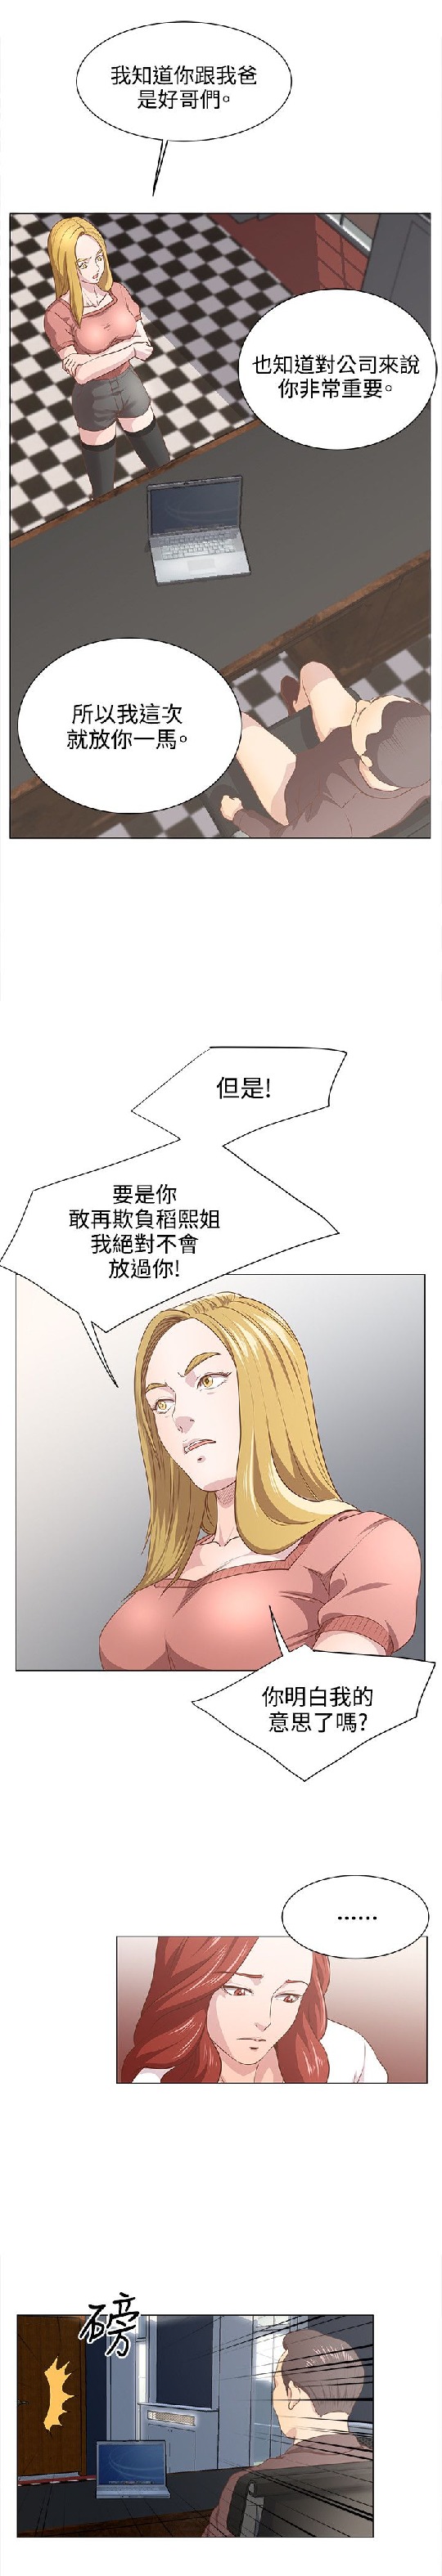 我知道你跟我爸
是好哥們。
也知道對公司來說
你非常重要。
所以我這次
就放你一馬。
但是!
要是你
敢再欺負稻熙姐
我絕對不會
放過你!
你明白我的
意思了嗎?
……
磅